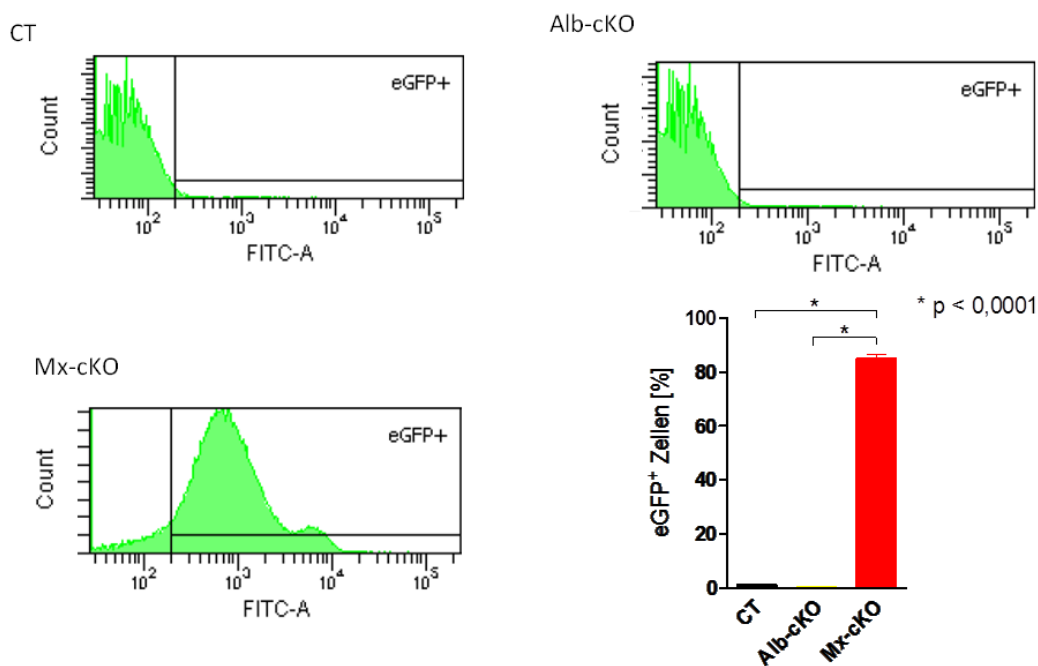 CT
eGFP+
Count
10² 10³ 10⁴ 10⁵
FITC-A
Alb-cKO
eGFP+
Count
10² 10³ 10⁴ 10⁵
FITC-A
Mx-cKO
eGFP+
Count
10² 10³ 10⁴ 10⁵
FITC-A
* p < 0,0001
*
*
100
80
60
40
20
0
eGFP⁺ Zellen [%]
CT
Alb-cKO
Mx-cKO